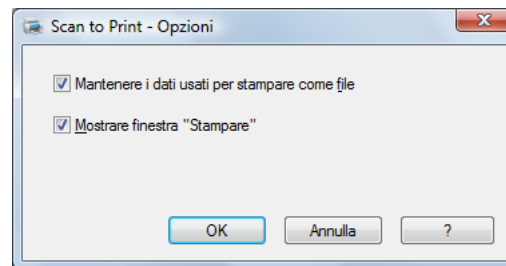 Scan to Print - Opzioni
Mantenere i dati usati per stampare come file
Mostrare finestra "Stampare"
OK Annulla ?